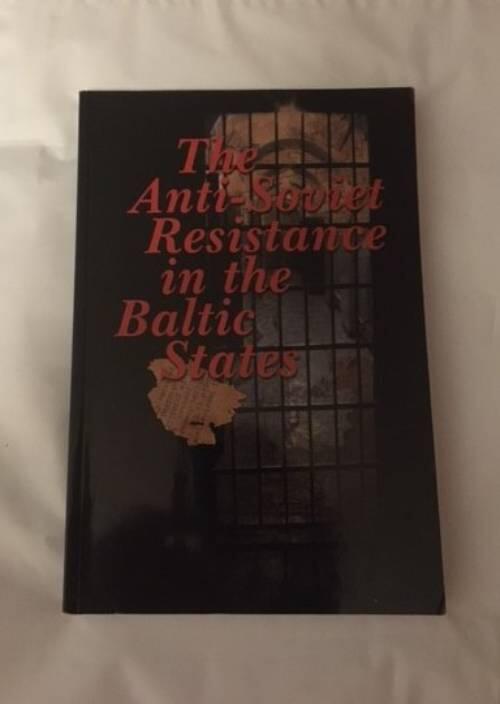 The
Anti-Soviet
Resistance
in the
Baltic
States